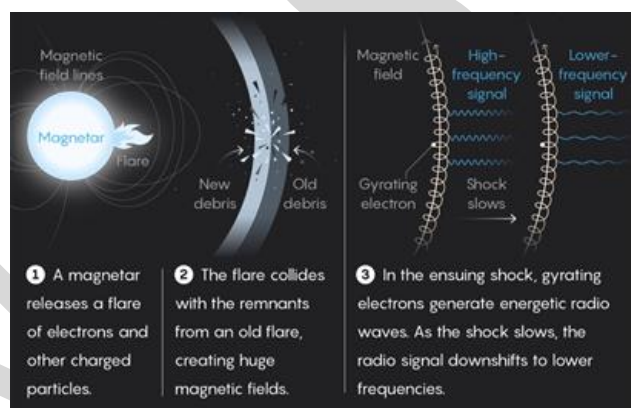 Magnetic
field lines
Magnetar
Flare
New
debris
Old
debris
Magnetic
field
High-
frequency
signal
Lower-
frequency
signal
Gyrating
electron
Shock
slows
1 A magnetar
releases a flare
of electrons and
other charged
particles.
2 The flare collides
with the remnants
from an old flare,
creating huge
magnetic fields.
3 In the ensuing shock, gyrating
electrons generate energetic radio
waves. As the shock slows, the
radio signal downshifts to lower
frequencies.